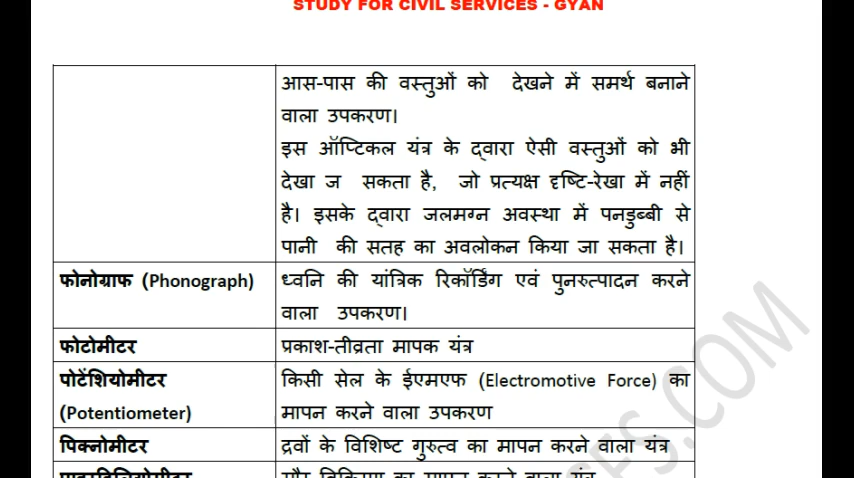 STUDY FOR CIVIL SERVICES - GYAN
आस-पास की वस्तुओं को देखने में समर्थ बनाने
वाला उपकरण।
इस ऑप्टिकल यंत्र के द्वारा ऐसी वस्तुओं को भी
देखा ज सकता है, जो प्रत्यक्ष दृष्टि-रेखा में नहीं
है। इसके द्वारा जलमग्न अवस्था में पनडुब्बी से
पानी की सतह का अवलोकन किया जा सकता है।
फोनोग्राफ (Phonograph) ध्वनि की यांत्रिक रिकॉर्डिंग एवं पुनरुत्पादन करने
वाला उपकरण।
फोटोमीटर प्रकाश-तीव्रता मापक यंत्र
पोटेंशियोमीटर किसी सेल के ईएमएफ (Electromotive Force) का
(Potentiometer) मापन करने वाला उपकरण
पिक्नोमीटर द्रवों के विशिष्ट गुरुत्व का मापन करने वाला यंत्र